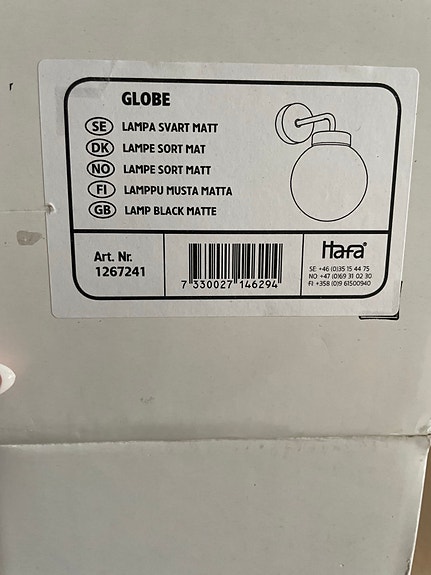 GLOBE
SE LAMPA SVART MATT
DK LAMPE SORT MAT
NO LAMPE SORT MATT
FI LAMPPU MUSTA MATTA
GB LAMP BLACK MATTE
Art. Nr.
1267241
7 330027 146294
Hafa®
SE: +46 (0)35 15 44 75
NO: +47 (0)69 31 02 30
FI: +358 (0)9 61500940